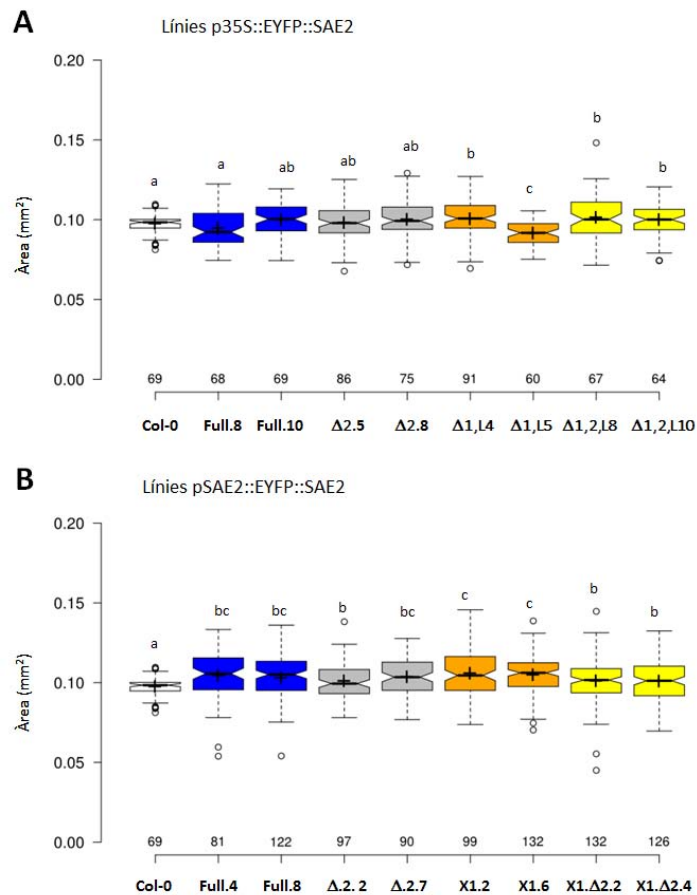 A
Línies p35S::EYFP::SAE2
0.20
0.15
0.10
0.05
0.00
Àrea (mm²)
a a ab ab ab b c b b
69 68 69 86 75 91 60 67 64
Col-0 Full.8 Full.10 Δ2.5 Δ2.8 Δ1,L4 Δ1,L5 Δ1,2,L8 Δ1,2,L10
B
Línies pSAE2::EYFP::SAE2
0.20
0.15
0.10
0.05
0.00
Àrea (mm²)
a bc bc b bc c c b b
69 81 122 97 90 99 132 132 126
Col-0 Full.4 Full.8 Δ.2. 2 Δ.2.7 X1.2 X1.6 X1.Δ2.2 X1.Δ2.4